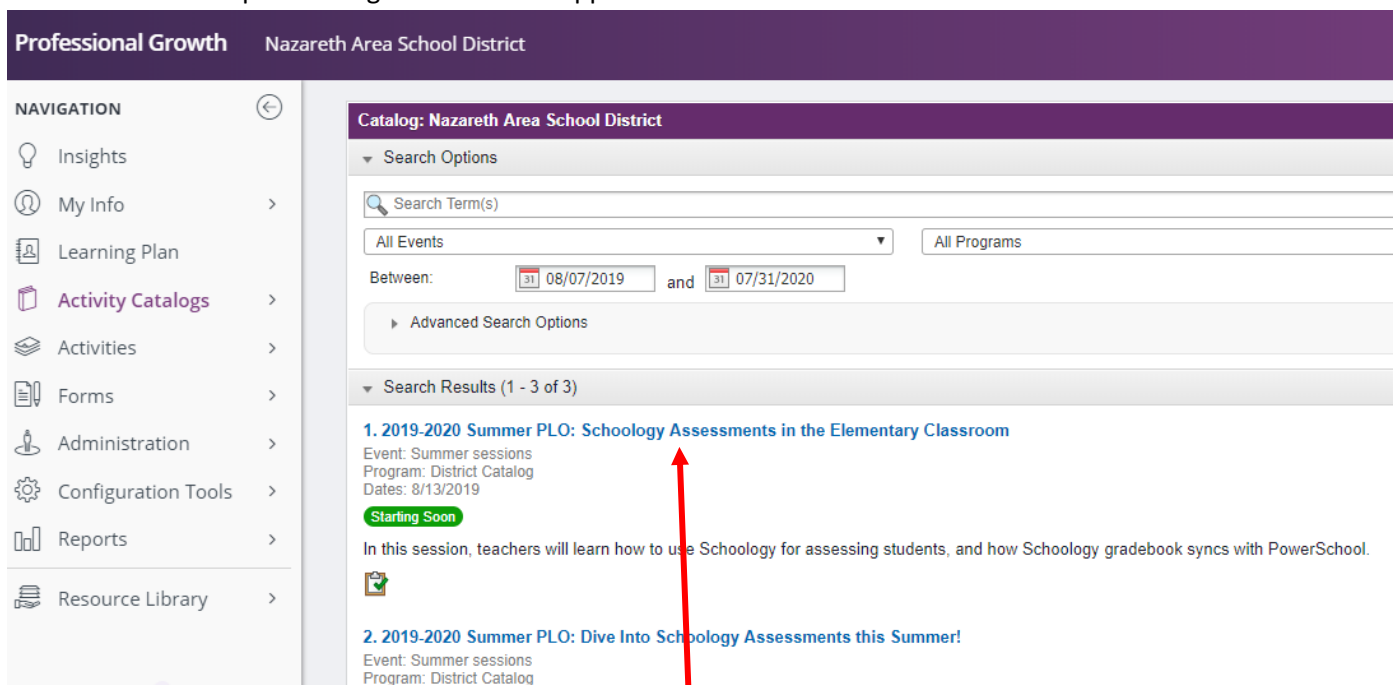 Professional Growth Nazareth Area School District
NAVIGATION
Insights
My Info
Learning Plan
Activity Catalogs
Activities
Forms
Administration
Configuration Tools
Reports
Resource Library
Catalog: Nazareth Area School District
Search Options
Search Term(s)
All Events All Programs
Between: 31 08/07/2019 and 31 07/31/2020
Advanced Search Options
Search Results (1 - 3 of 3)
1. 2019-2020 Summer PLO: Schoology Assessments in the Elementary Classroom
Event: Summer sessions
Program: District Catalog
Dates: 8/13/2019
Starting Soon
In this session, teachers will learn how to use Schoology for assessing students, and how Schoology gradebook syncs with PowerSchool.
2. 2019-2020 Summer PLO: Dive Into Schoology Assessments this Summer!
Event: Summer sessions
Program: District Catalog